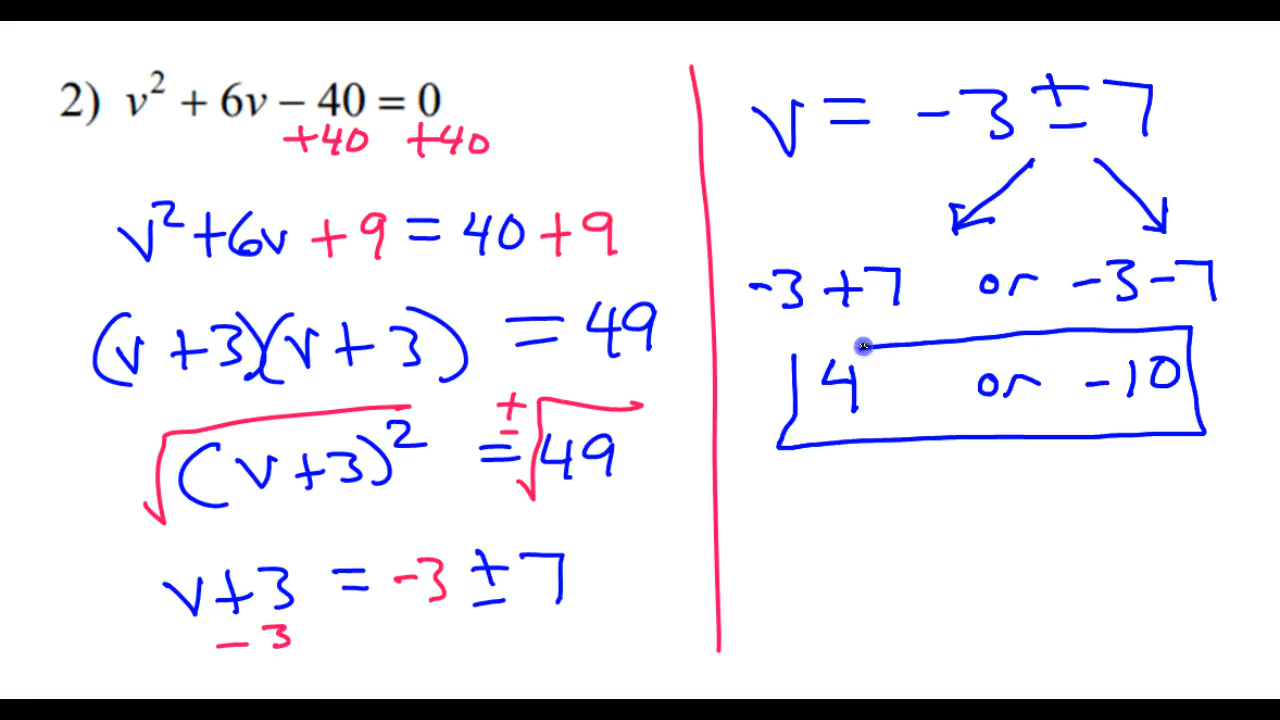 2) v² + 6v − 40 = 0
+40 +40
v² + 6v + 9 = 40 + 9
(v + 3)(v + 3) = 49
√(v + 3)² = ±√49
v + 3 = -3 ± 7
- 3
v = -3 ± 7
-3 + 7 or -3 - 7
4 or -10